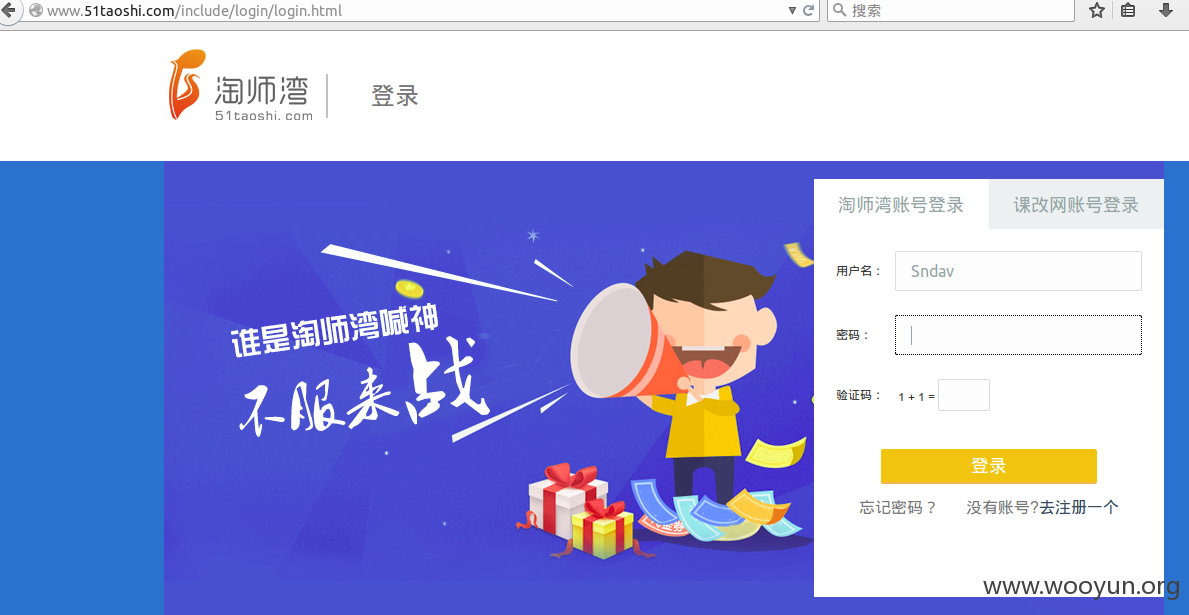 www.51taoshi.com/include/login/login.html
搜索
淘师湾
51taoshi.com
登录
淘师湾账号登录
课改网账号登录
用户名：
Sndav
谁是淘师湾喊神
不服来战
密码：
验证码：
1 + 1 =
登录
忘记密码？
没有账号?去注册一个
www.wooyun.org